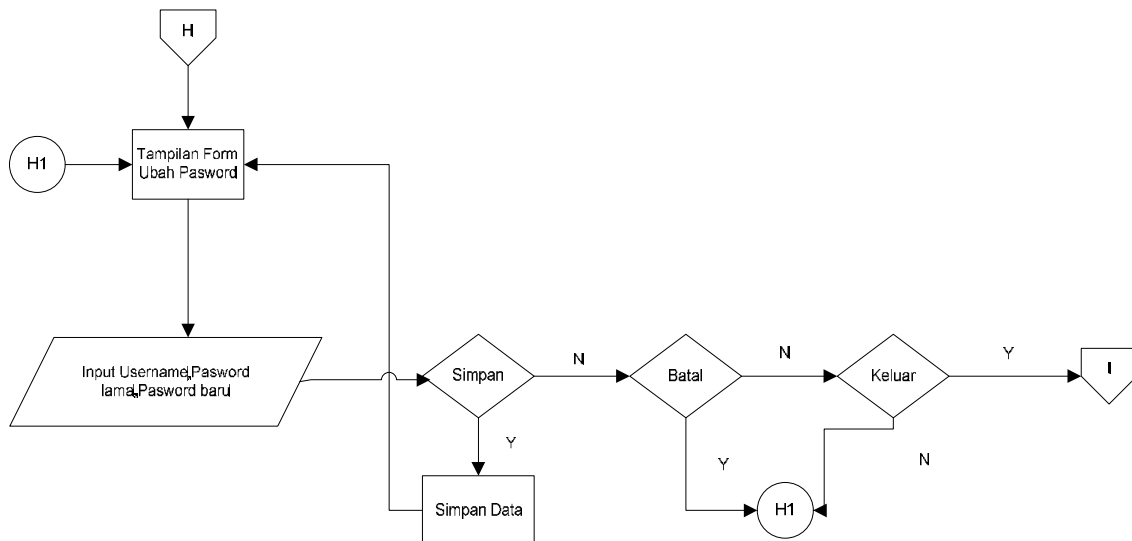 H
H1
Tampilan Form
Ubah Pasword
Input Username,Pasword
lama,Pasword baru
Simpan
N
Batal
N
Keluar
Y
I
Y
Simpan Data
Y
H1
N